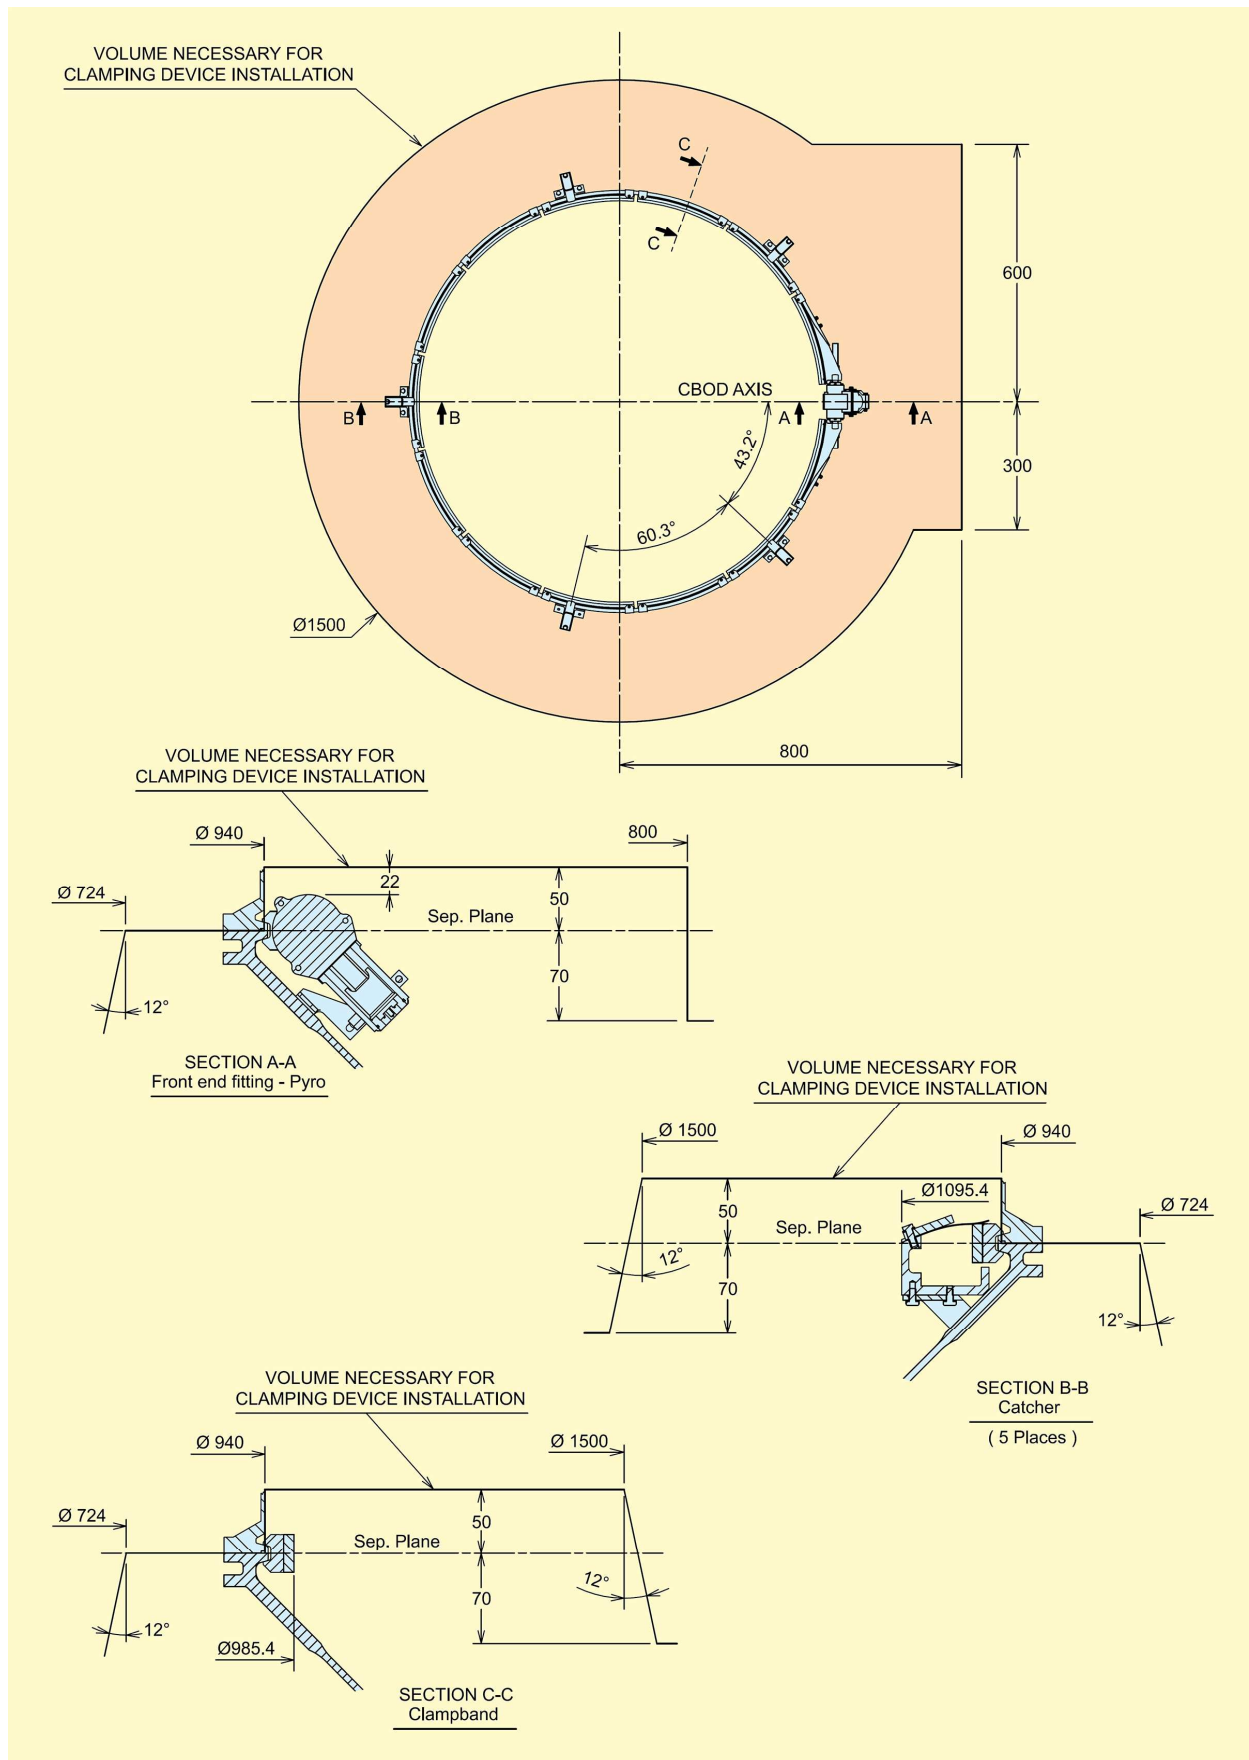 VOLUME NECESSARY FOR
CLAMPING DEVICE INSTALLATION
C
C
600
CBOD AXIS
B
B
A
A
43.2°
300
60.3°
Ø1500
800
VOLUME NECESSARY FOR
CLAMPING DEVICE INSTALLATION
Ø 940
800
22
Ø 724
50
Sep. Plane
70
12°
SECTION A-A
Front end fitting - Pyro
VOLUME NECESSARY FOR
CLAMPING DEVICE INSTALLATION
Ø 1500
Ø 940
Ø1095.4
50
Ø 724
Sep. Plane
12°
70
12°
SECTION B-B
Catcher
( 5 Places )
VOLUME NECESSARY FOR
CLAMPING DEVICE INSTALLATION
Ø 940
Ø 1500
Ø 724
50
Sep. Plane
12°
70
12°
Ø985.4
SECTION C-C
Clampband